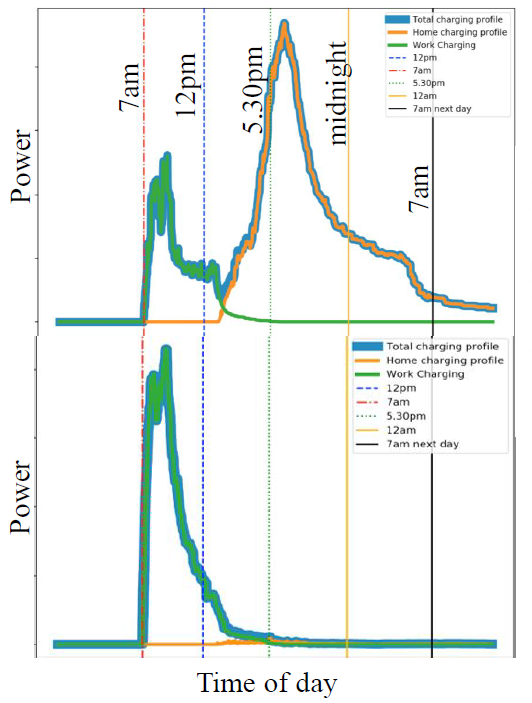 Total charging profile
Home charging profile
Work Charging
12pm
7am
5.30pm
12am
7am next day
7am
12pm
5.30pm
midnight
7am
Power
Total charging profile
Home charging profile
Work Charging
12pm
7am
5.30pm
12am
7am next day
Power
Time of day